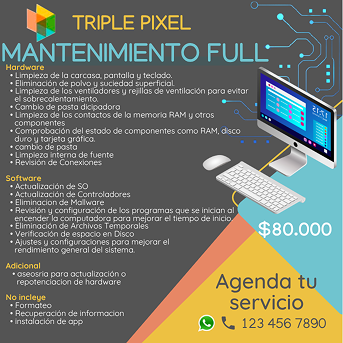 TRIPLE PIXEL
MANTENIMIENTO FULL
Hardware
• Limpieza de la carcasa, pantalla y teclado.
• Eliminación de polvo y suciedad superficial.
• Limpieza de los ventiladores y rejillas de ventilación para evitar
el sobrecalentamiento.
• Cambio de pasta dicipadora
• Limpieza de los contactos de la memoria RAM y otros
componentes
• Comprobación del estado de componentes como RAM, disco
duro y tarjeta gráfica.
• cambio de pasta
• Limpieza interna de fuente
• Revisión de Conexiones
Software
• Actualización de SO
• Actualización de Controladores
• Eliminacion de Mallware
• Revisión y configuración de los programas que se inician al
encender la computadora para mejorar el tiempo de inicio
• Eliminación de Archivos Temporales
• Verificación de espacio en Disco
• Ajustes y configuraciones para mejorar el
rendimiento general del sistema.
$80.000
Adicional
• asesoría para actualización o
repotenciacion de hardware
No incleye
• Formateo
• Recuperación de informacion
• instalación de app
Agenda tu
servicio
123 456 7890